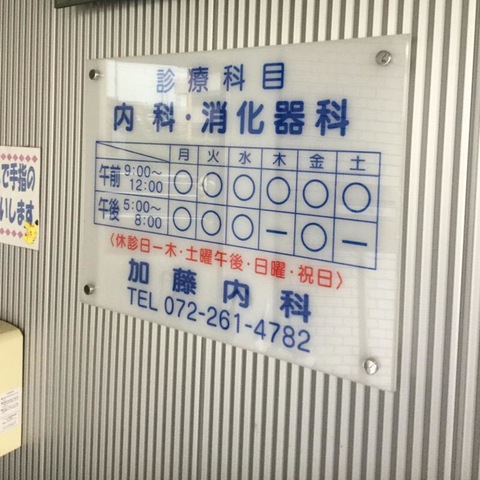 診療科目
内科・消化器科
月 火 水 木 金 土
午前 9:00〜12:00 ○ ○ ○ ○ ○ ○
午後 5:00〜8:00 ○ ○ ○ ー ○ ー
〈休診日ー木・土曜午後・日曜・祝日〉
加藤内科
TEL 072-261-4782
で手指の
いします